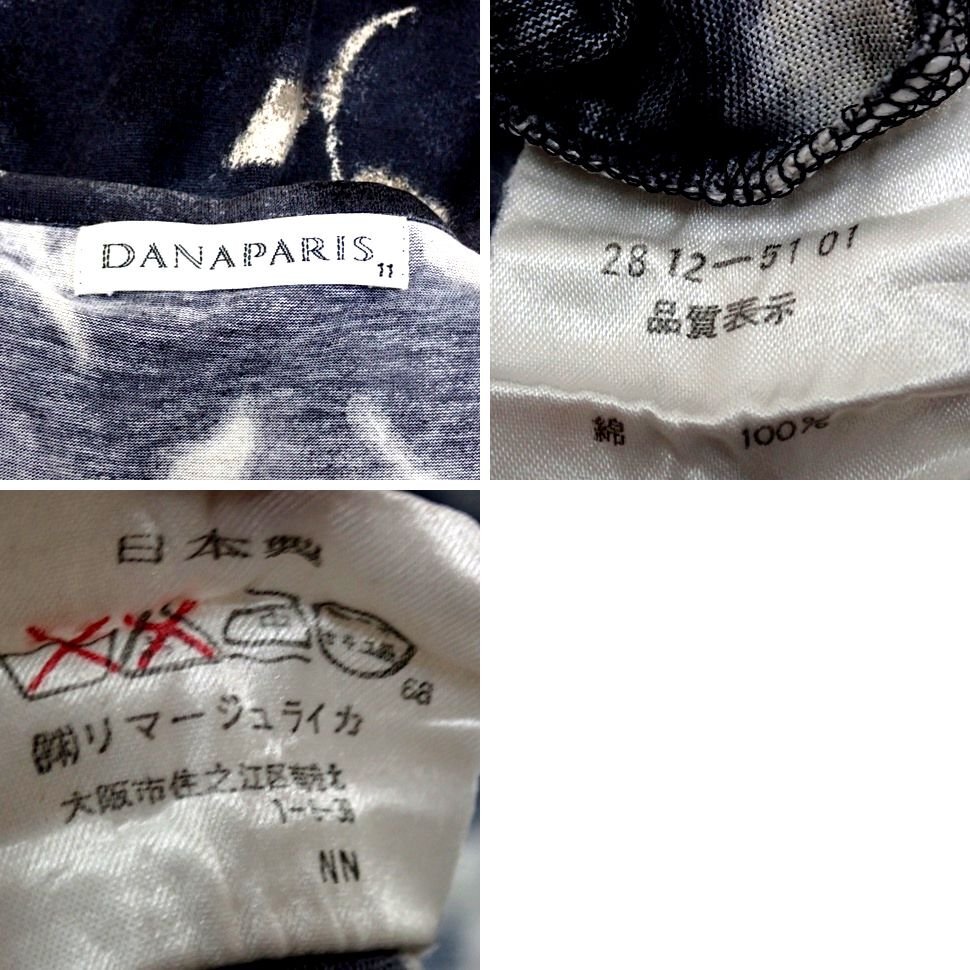 DANAPARIS
11
28 12-51 01
品質表示
綿 100%
日本製
68
㈱リマージュライカ
大阪市住之江区
NN